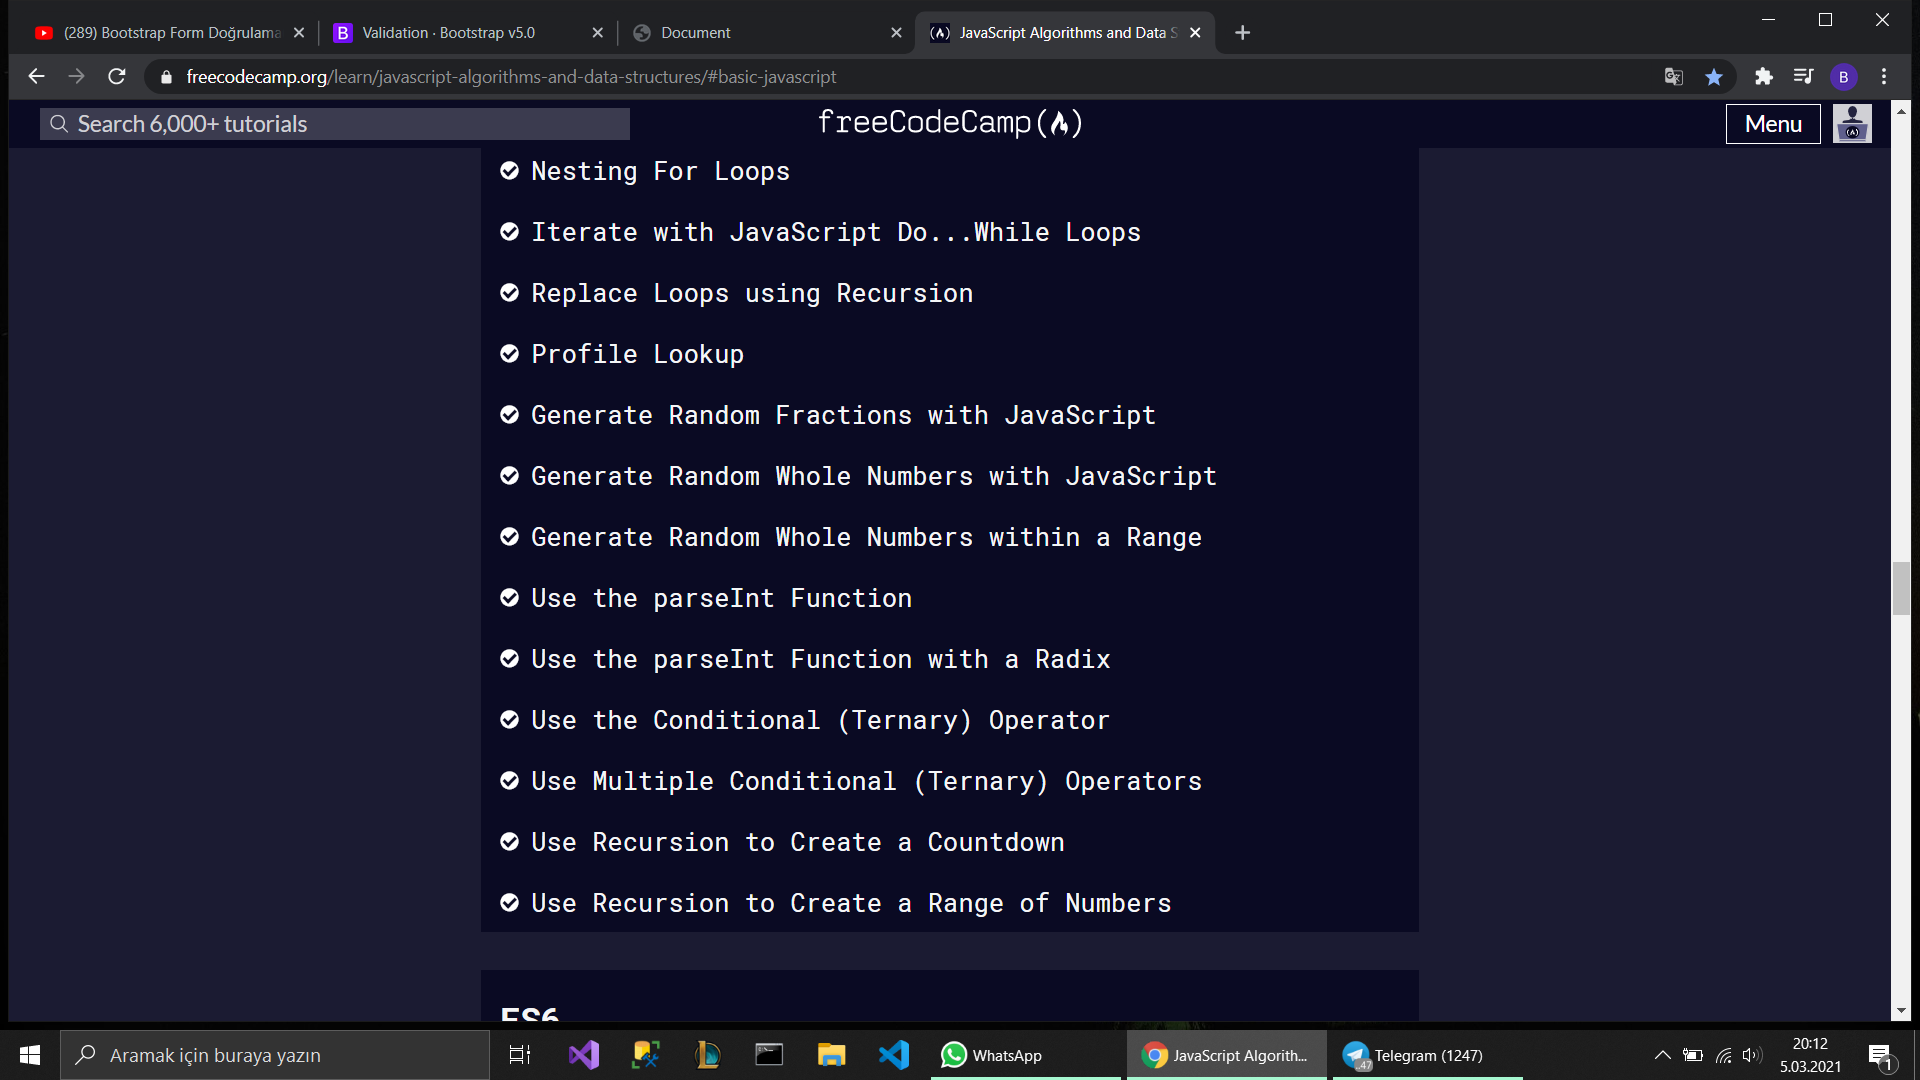 (289) Bootstrap Form Doğrulama
Validation · Bootstrap v5.0
Document
JavaScript Algorithms and Data S
freecodecamp.org/learn/javascript-algorithms-and-data-structures/#basic-javascript
B
Search 6,000+ tutorials
freeCodeCamp
Menu
Nesting For Loops
Iterate with JavaScript Do...While Loops
Replace Loops using Recursion
Profile Lookup
Generate Random Fractions with JavaScript
Generate Random Whole Numbers with JavaScript
Generate Random Whole Numbers within a Range
Use the parseInt Function
Use the parseInt Function with a Radix
Use the Conditional (Ternary) Operator
Use Multiple Conditional (Ternary) Operators
Use Recursion to Create a Countdown
Use Recursion to Create a Range of Numbers
ES6
Aramak için buraya yazın
WhatsApp
JavaScript Algorith...
Telegram (1247)
20:12
5.03.2021
1